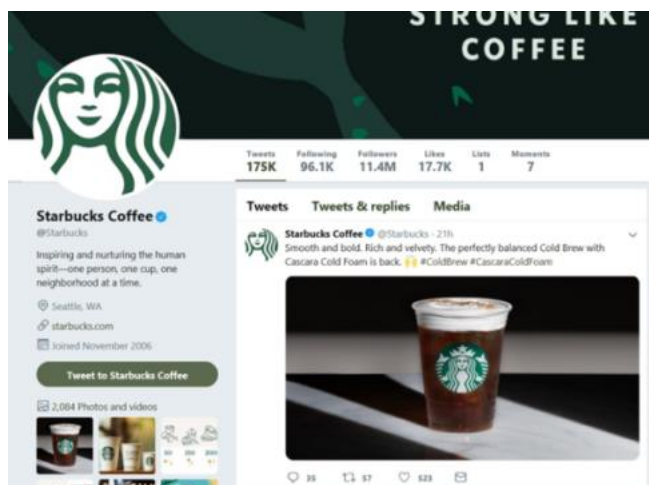 STRONG LIKE
COFFEE
Tweets Following Followers Likes Lists Moments
175K 96.1K 11.4M 17.7K 1 7
Starbucks Coffee
@Starbucks
Inspiring and nurturing the human
spirit—one person, one cup, one
neighborhood at a time.
Seattle, WA
starbucks.com
Joined November 2006
Tweet to Starbucks Coffee
2,084 Photos and videos
Tweets Tweets & replies Media
Starbucks Coffee @Starbucks · 21h
Smooth and bold. Rich and velvety. The perfectly balanced Cold Brew with
Cascara Cold Foam is back. 🙌 #ColdBrew #CascaraColdFoam
35 57 523